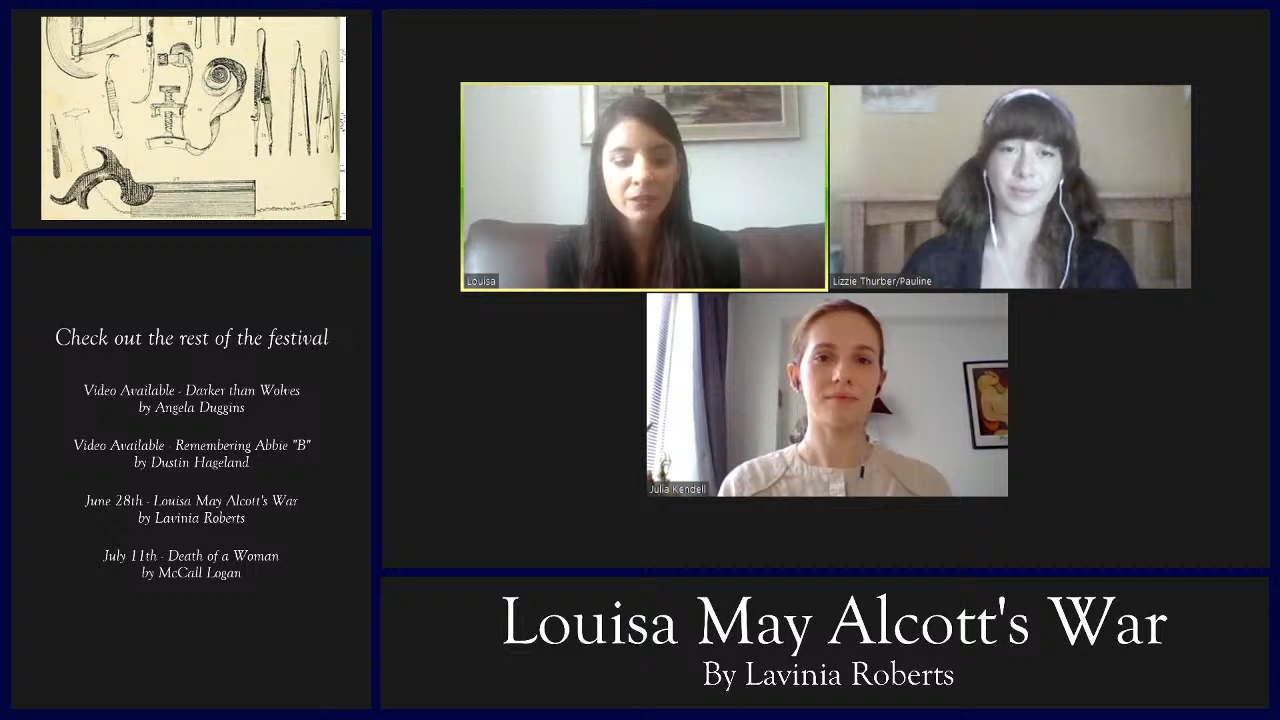 Check out the rest of the festival
Video Available - Darker than Wolves
by Angela Duggins
Video Available - Remembering Abbie "B"
by Dustin Hageland
June 28th - Louisa May Alcott's War
by Lavinia Roberts
July 11th - Death of a Woman
by McCall Logan
Louisa
Lizzie Thurber/Pauline
Julia Kendell
Louisa May Alcott's War
By Lavinia Roberts